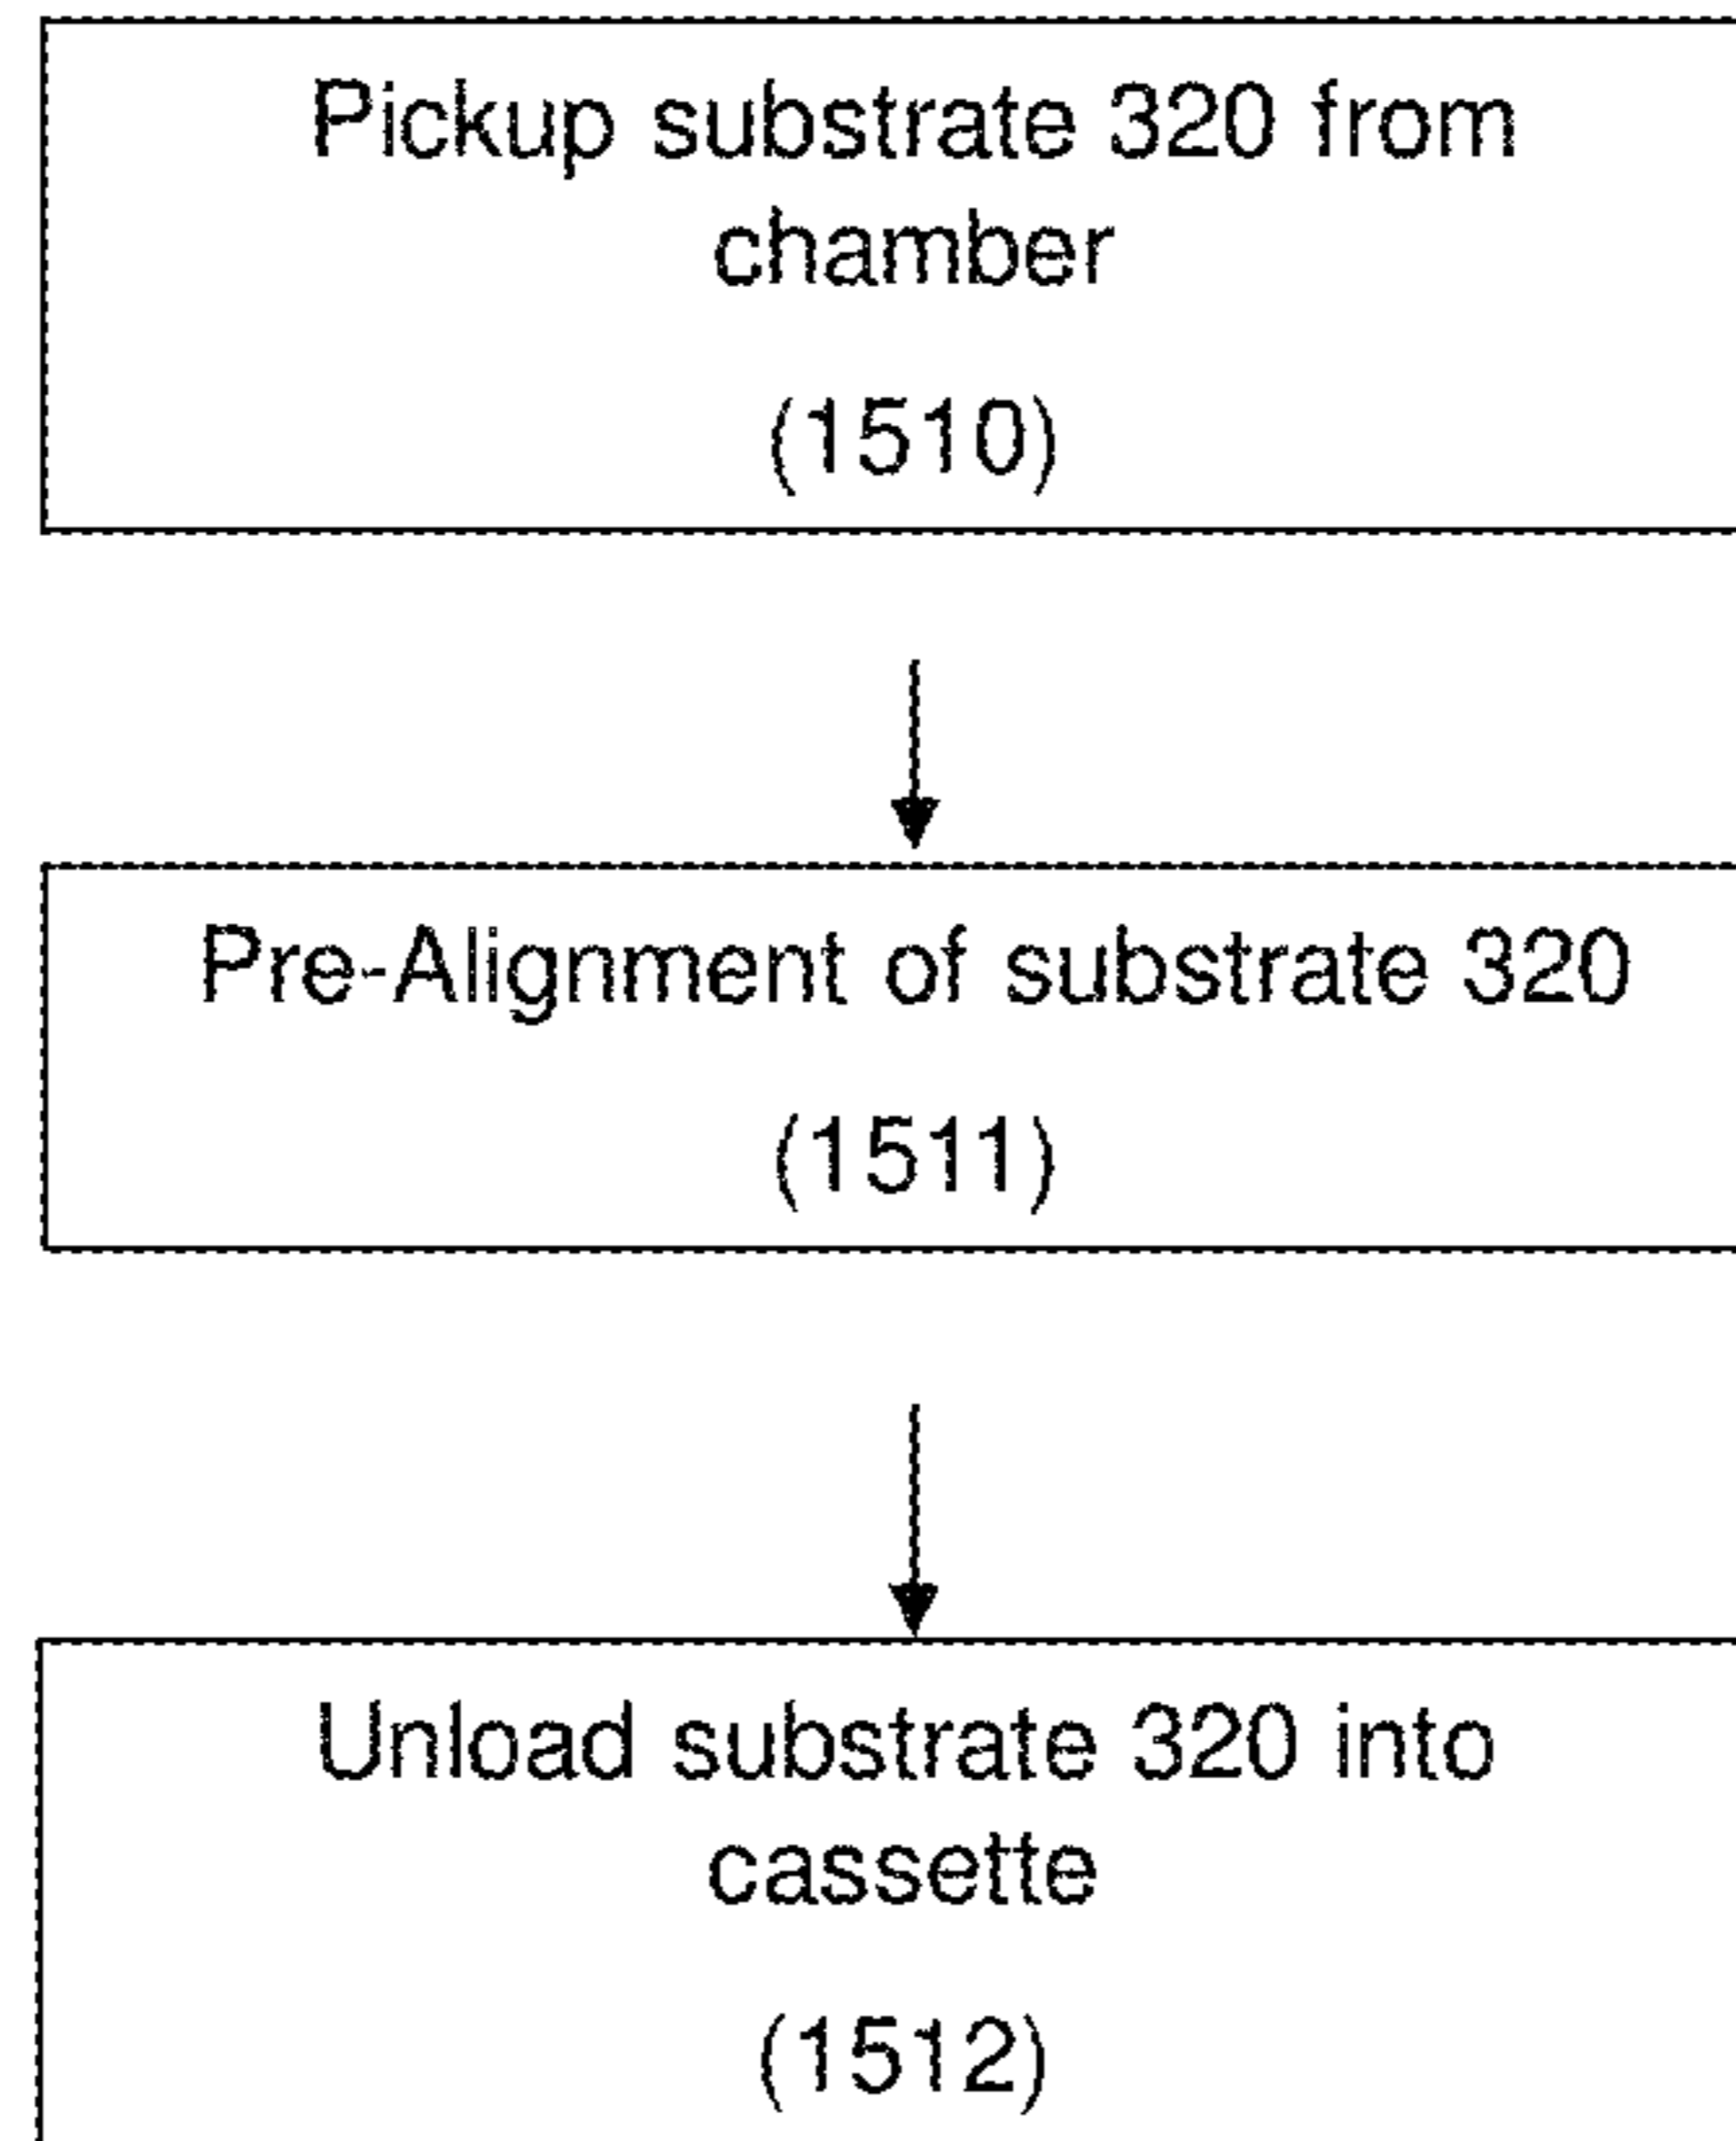 Pickup substrate 320 from
chamber
(1510)
Pre-Alignment of substrate 320
(1511)
Unload substrate 320 into
cassette
(1512)